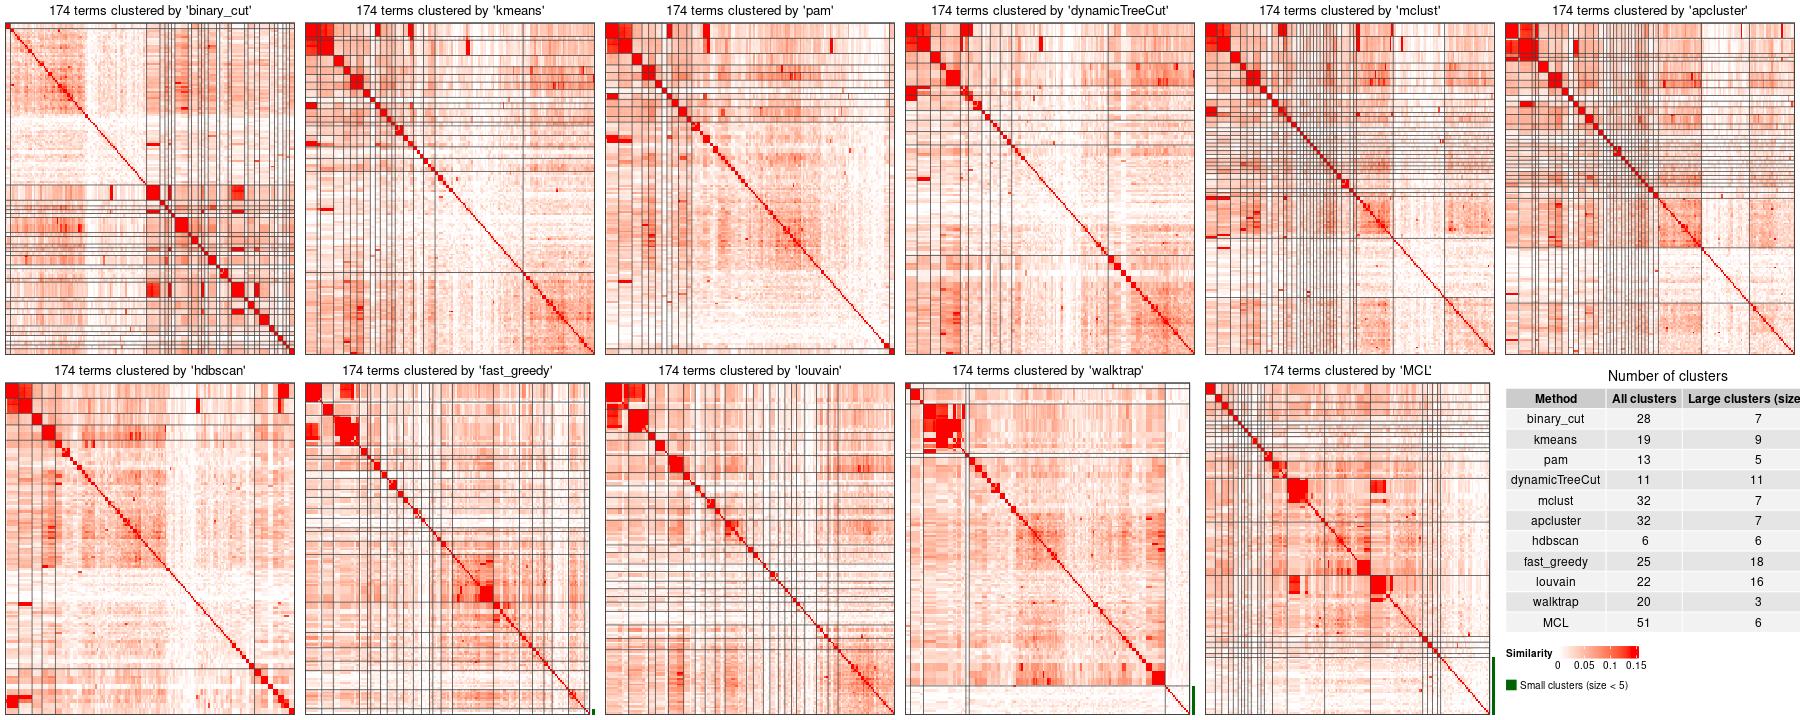 174 terms clustered by 'binary_cut'
174 terms clustered by 'kmeans'
174 terms clustered by 'pam'
174 terms clustered by 'dynamicTreeCut'
174 terms clustered by 'mclust'
174 terms clustered by 'apcluster'
174 terms clustered by 'hdbscan'
174 terms clustered by 'fast_greedy'
174 terms clustered by 'louvain'
174 terms clustered by 'walktrap'
174 terms clustered by 'MCL'
Number of clusters
Method All clusters Large clusters (size
binary_cut 28 7
kmeans 19 9
pam 13 5
dynamicTreeCut 11 11
mclust 32 7
apcluster 32 7
hdbscan 6 6
fast_greedy 25 18
louvain 22 16
walktrap 20 3
MCL 51 6
Similarity
0 0.05 0.1 0.15
Small clusters (size < 5)